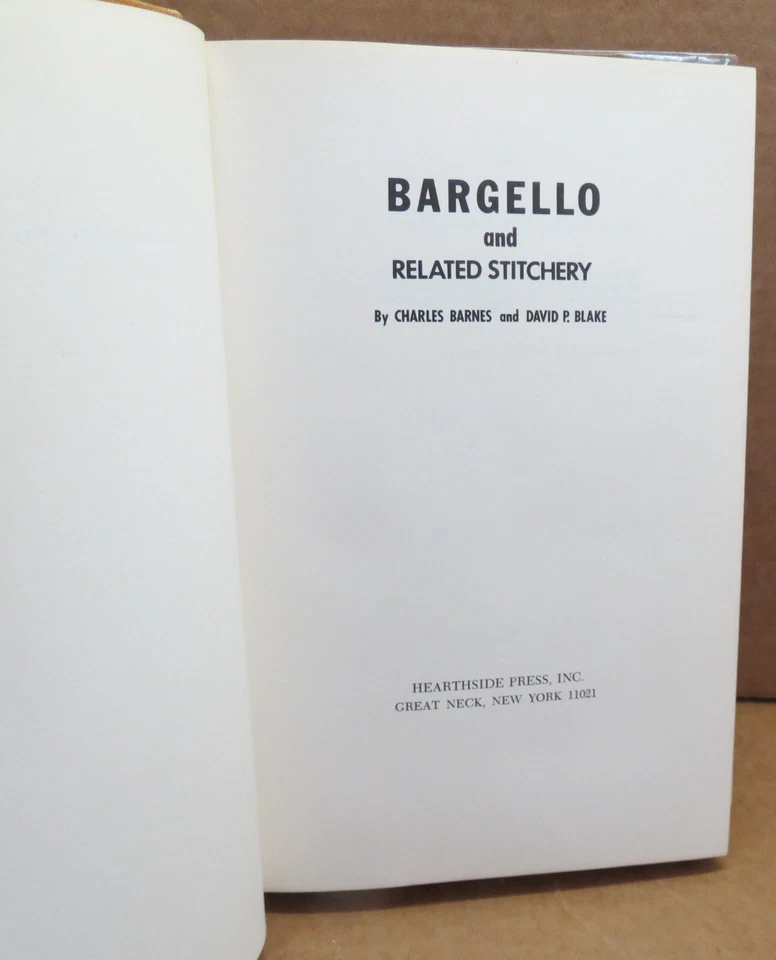 BARGELLO
and
RELATED STITCHERY
By CHARLES BARNES and DAVID P. BLAKE
HEARTHSIDE PRESS, INC.
GREAT NECK, NEW YORK 11021